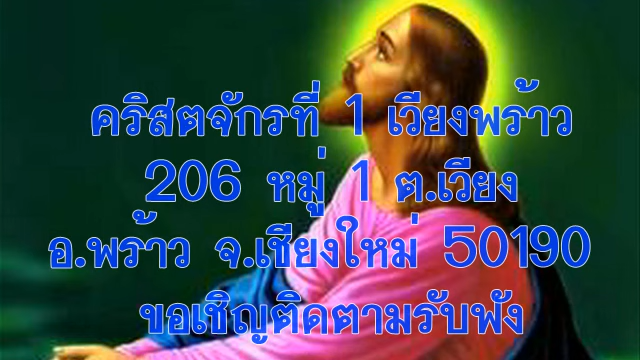 คริสตจักรที่ 1 เวียงพร้าว
206 หมู่ 1 ต.เวียง
อ.พร้าว จ.เชียงใหม่ 50190
ขอเชิญติดตามรับฟัง